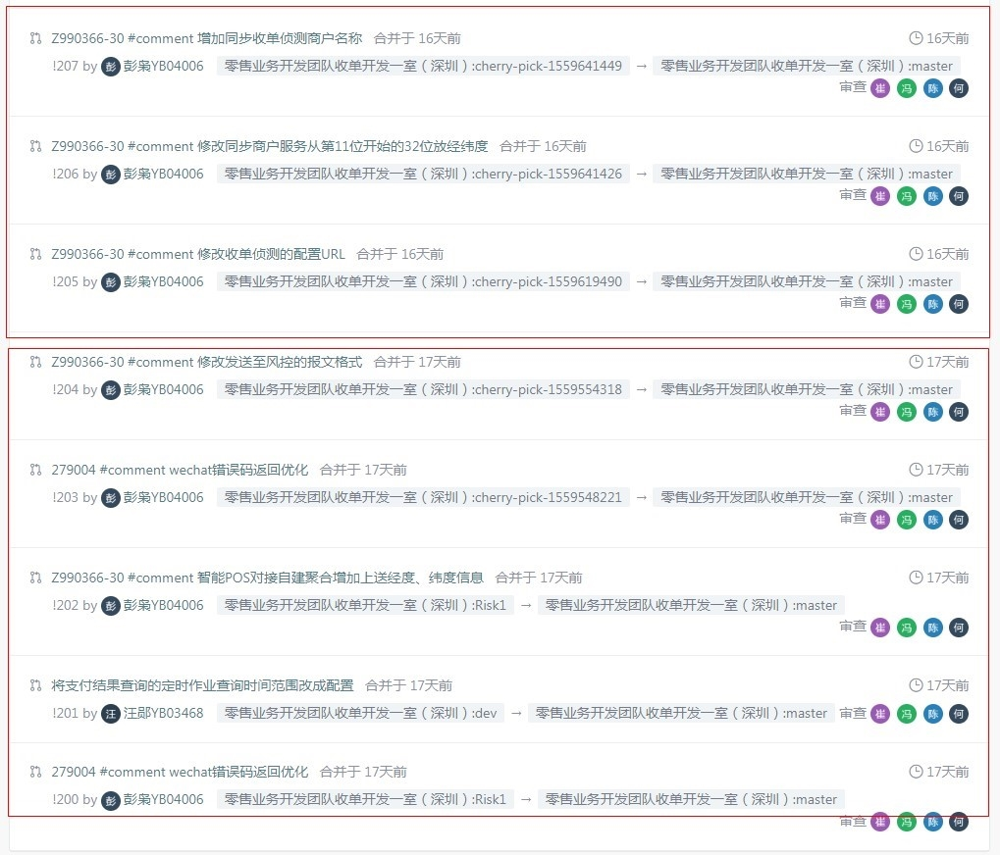 Z990366-30 #comment 增加同步收单侦测商户名称 合并于 16天前 16天前
!207 by 彭 彭枭YB04006 零售业务开发团队收单开发一室（深圳）:cherry-pick-1559641449 → 零售业务开发团队收单开发一室（深圳）:master
审查 崔 冯 陈 何
Z990366-30 #comment 修改同步商户服务从第11位开始的32位放经纬度 合并于 16天前 16天前
!206 by 彭 彭枭YB04006 零售业务开发团队收单开发一室（深圳）:cherry-pick-1559641426 → 零售业务开发团队收单开发一室（深圳）:master
审查 崔 冯 陈 何
Z990366-30 #comment 修改收单侦测的配置URL 合并于 16天前 16天前
!205 by 彭 彭枭YB04006 零售业务开发团队收单开发一室（深圳）:cherry-pick-1559619490 → 零售业务开发团队收单开发一室（深圳）:master
审查 崔 冯 陈 何
Z990366-30 #comment 修改发送至风控的报文格式 合并于 17天前 17天前
!204 by 彭 彭枭YB04006 零售业务开发团队收单开发一室（深圳）:cherry-pick-1559554318 → 零售业务开发团队收单开发一室（深圳）:master
审查 崔 冯 陈 何
279004 #comment wechat错误码返回优化 合并于 17天前 17天前
!203 by 彭 彭枭YB04006 零售业务开发团队收单开发一室（深圳）:cherry-pick-1559548221 → 零售业务开发团队收单开发一室（深圳）:master
审查 崔 冯 陈 何
Z990366-30 #comment 智能POS对接自建聚合增加上送经度、纬度信息 合并于 17天前 17天前
!202 by 彭 彭枭YB04006 零售业务开发团队收单开发一室（深圳）:Risk1 → 零售业务开发团队收单开发一室（深圳）:master
审查 崔 冯 陈 何
将支付结果查询的定时作业查询时间范围改成配置 合并于 17天前 17天前
!201 by 汪 汪郧YB03468 零售业务开发团队收单开发一室（深圳）:dev → 零售业务开发团队收单开发一室（深圳）:master 审查 崔 冯 陈 何
279004 #comment wechat错误码返回优化 合并于 17天前 17天前
!200 by 彭 彭枭YB04006 零售业务开发团队收单开发一室（深圳）:Risk1 → 零售业务开发团队收单开发一室（深圳）:master
审查 崔 冯 陈 何